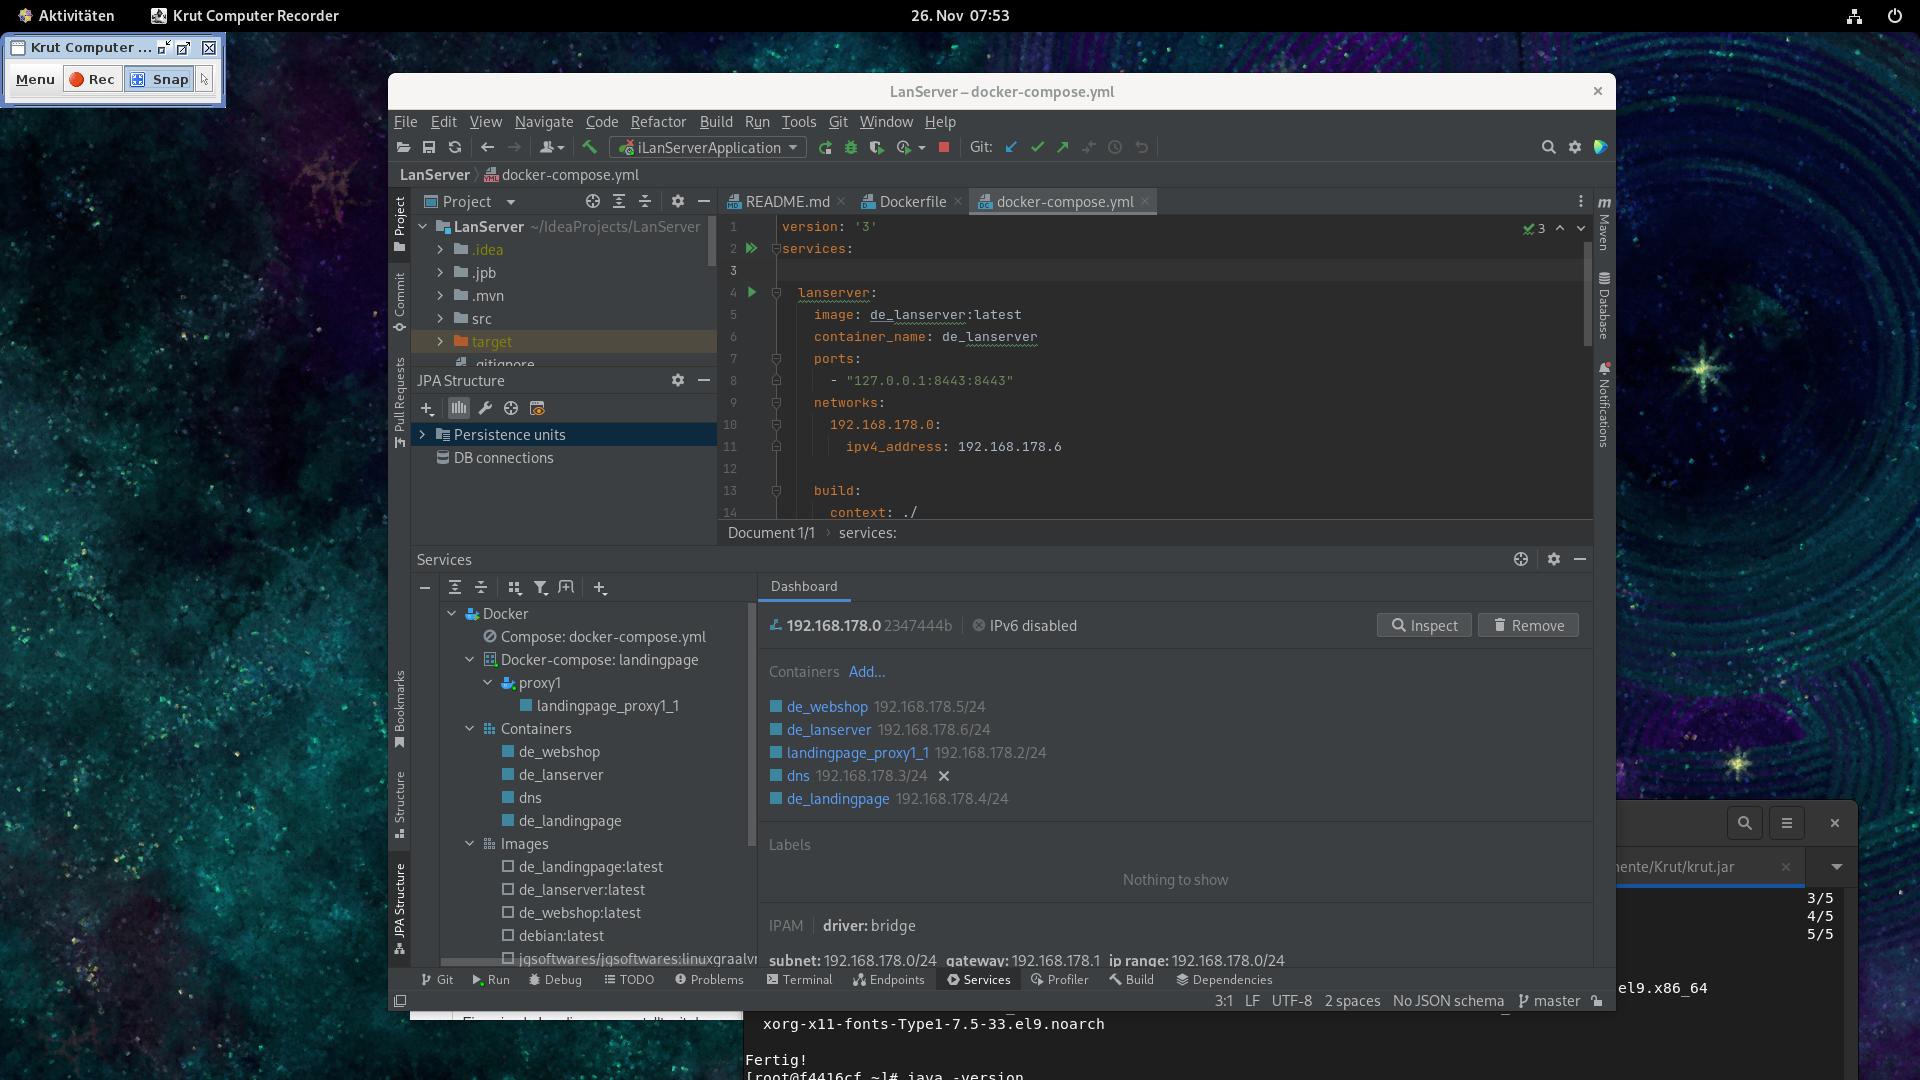 Aktivitäten
Krut Computer Recorder
26. Nov 07:53
Krut Computer ...
Menu Rec Snap
LanServer – docker-compose.yml
File Edit View Navigate Code Refactor Build Run Tools Git Window Help
iLanServerApplication Git:
LanServer docker-compose.yml
Project
README.md Dockerfile docker-compose.yml
LanServer ~/IdeaProjects/LanServer
.idea
.jpb
.mvn
src
target
.gitignore
JPA Structure
Persistence units
DB connections
1 version: '3'
2 services:
3
4 lanserver:
5 image: de_lanserver:latest
6 container_name: de_lanserver
7 ports:
8 - "127.0.0.1:8443:8443"
9 networks:
10 192.168.178.0:
11 ipv4_address: 192.168.178.6
12
13 build:
14 context: ./
3
Document 1/1 › services:
Project
Commit
Pull Requests
Bookmarks
Structure
JPA Structure
m
Maven
Database
Notifications
Services
Docker
Compose: docker-compose.yml
Docker-compose: landingpage
proxy1
landingpage_proxy1_1
Containers
de_webshop
de_lanserver
dns
de_landingpage
Images
de_landingpage:latest
de_lanserver:latest
de_webshop:latest
debian:latest
jgsoftwares/jgsoftwares:linuxgraalvm
Dashboard
192.168.178.0 2347444b IPv6 disabled
Inspect
Remove
Containers Add...
de_webshop 192.168.178.5/24
de_lanserver 192.168.178.6/24
landingpage_proxy1_1 192.168.178.2/24
dns 192.168.178.3/24
de_landingpage 192.168.178.4/24
Labels
Nothing to show
IPAM driver: bridge
subnet: 192.168.178.0/24 gateway: 192.168.178.1 ip range: 192.168.178.0/24
Git Run Debug TODO Problems Terminal Endpoints Services Profiler Build Dependencies
3:1 LF UTF-8 2 spaces No JSON schema master
mente/Krut/krut.jar
3/5
4/5
5/5
el9.x86_64
xorg-x11-fonts-Type1-7.5-33.el9.noarch
Fertig!
[root@f4416cf ~]# java -version